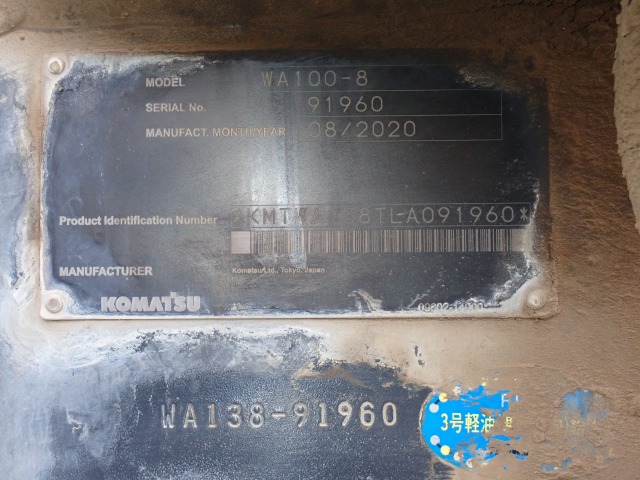 MODEL WA100-8
SERIAL No. 91960
MANUFACT. MONTH/YEAR 08/2020
Product Identification Number
MANUFACTURER Komatsu Ltd., Tokyo, Japan
KOMATSU
WA138-91960
3号軽油